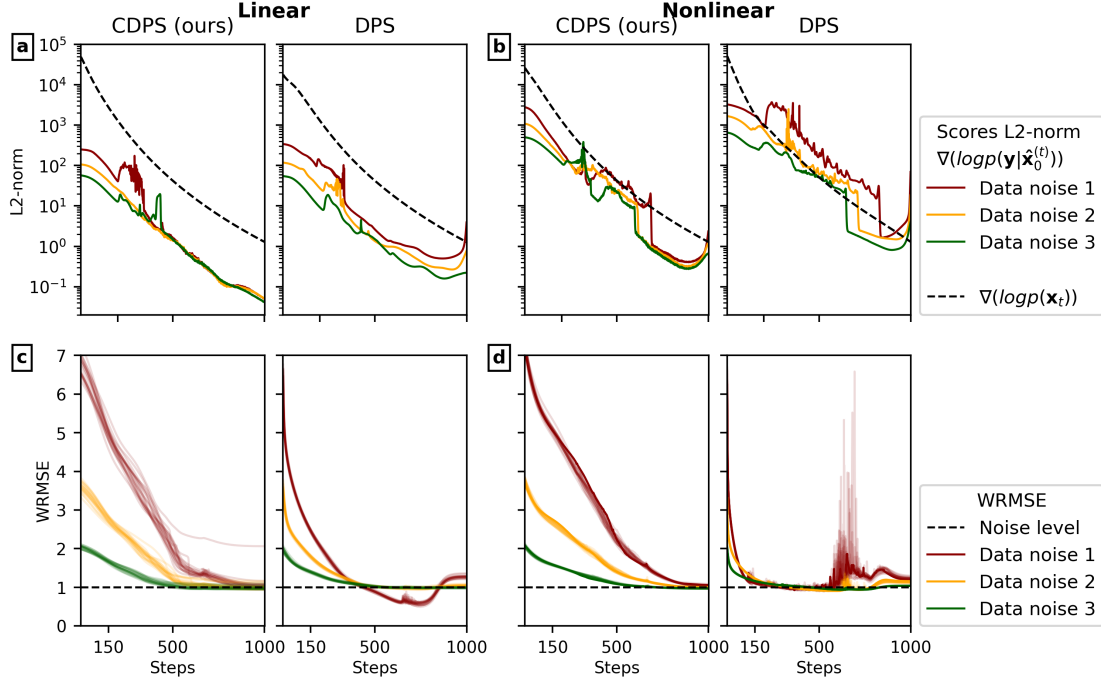 Linear
Nonlinear
CDPS (ours)
DPS
CDPS (ours)
DPS
a
b
10^5
10^4
10^3
10^2
10^1
10^0
10^{-1}
L2-norm
Scores L2-norm
∇(logp(y|x̂_0^{(t)}))
Data noise 1
Data noise 2
Data noise 3
∇(logp(x_t))
c
d
7
6
5
4
3
2
1
0
WRMSE
150 500 1000
150 500 1000
150 500 1000
150 500 1000
Steps
Steps
Steps
Steps
WRMSE
Noise level
Data noise 1
Data noise 2
Data noise 3